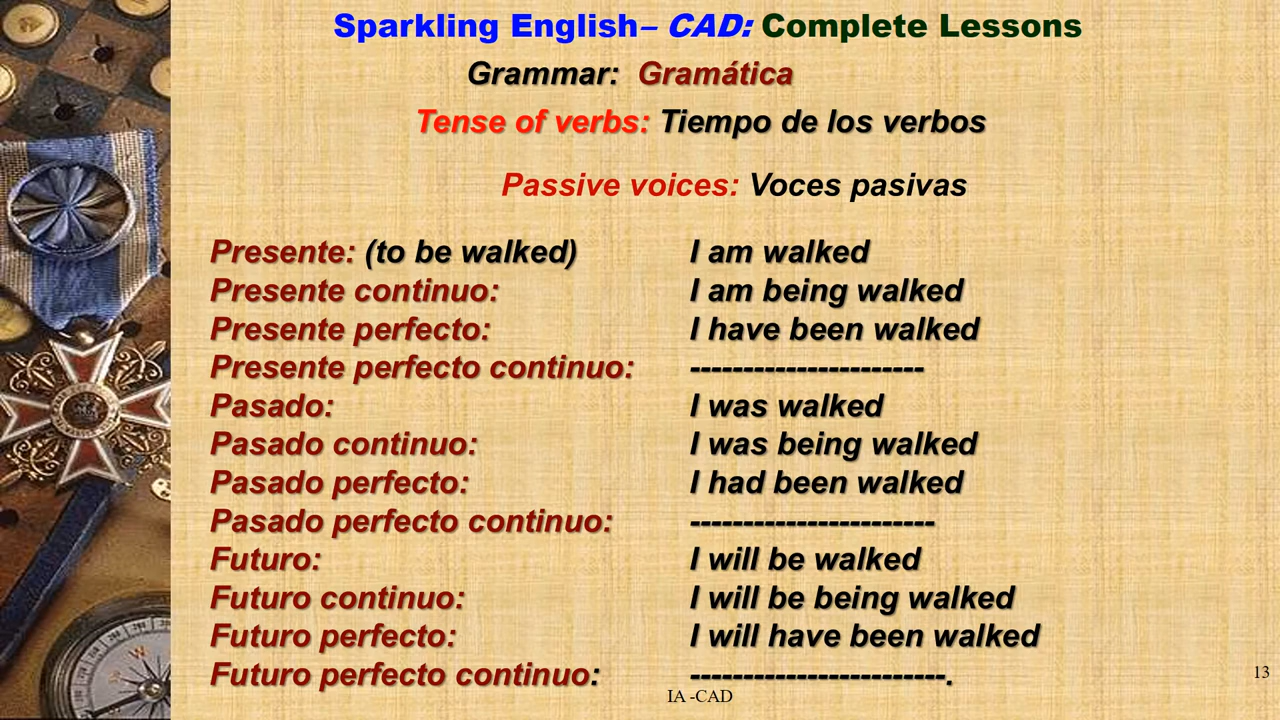 Sparkling English– CAD: Complete Lessons
Grammar: Gramática
Tense of verbs: Tiempo de los verbos
Passive voices: Voces pasivas
Presente: (to be walked) I am walked
Presente continuo: I am being walked
Presente perfecto: I have been walked
Presente perfecto continuo: ----------------------
Pasado: I was walked
Pasado continuo: I was being walked
Pasado perfecto: I had been walked
Pasado perfecto continuo: -----------------------
Futuro: I will be walked
Futuro continuo: I will be being walked
Futuro perfecto: I will have been walked
Futuro perfecto continuo: ------------------------.
13
IA -CAD